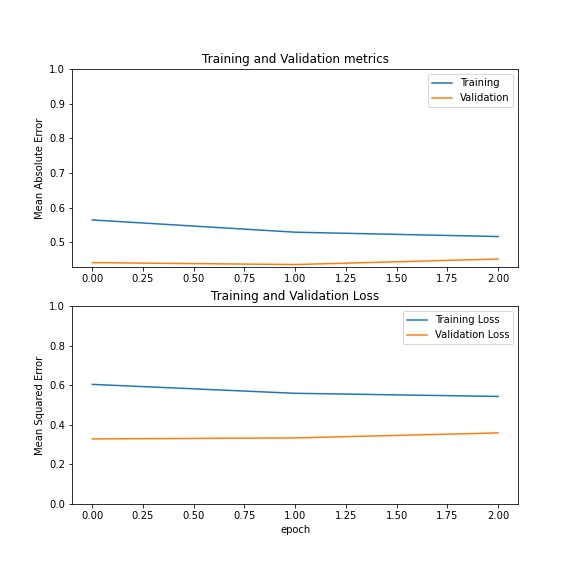 Training and Validation metrics
1.0
0.9
0.8
0.7
0.6
0.5
Mean Absolute Error
Training
Validation
0.00 0.25 0.50 0.75 1.00 1.25 1.50 1.75 2.00
Training and Validation Loss
1.0
0.8
0.6
0.4
0.2
0.0
Mean Squared Error
Training Loss
Validation Loss
0.00 0.25 0.50 0.75 1.00 1.25 1.50 1.75 2.00
epoch